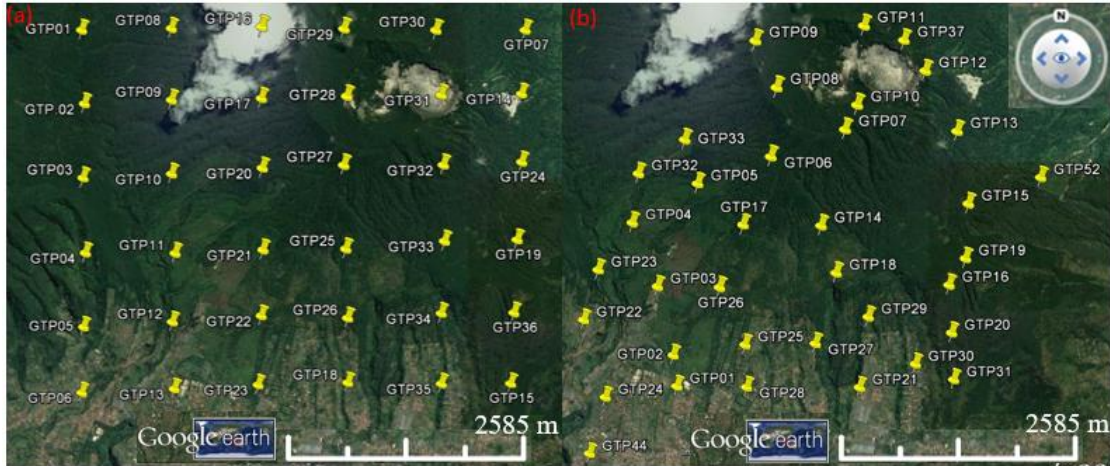 (a)
GTP01
GTP08
GTP16
GTP29
GTP30
GTP07
GTP 02
GTP09
GTP17
GTP28
GTP31
GTP14
GTP03
GTP10
GTP20
GTP27
GTP32
GTP24
GTP04
GTP11
GTP21
GTP25
GTP33
GTP19
GTP05
GTP12
GTP22
GTP26
GTP34
GTP36
GTP06
GTP13
GTP23
GTP18
GTP35
GTP15
Google earth
2585 m
(b)
N
GTP09
GTP11
GTP37
GTP12
GTP08
GTP10
GTP07
GTP13
GTP33
GTP06
GTP32
GTP05
GTP52
GTP15
GTP04
GTP17
GTP14
GTP23
GTP03
GTP26
GTP18
GTP19
GTP16
GTP22
GTP29
GTP02
GTP25
GTP27
GTP20
GTP30
GTP24
GTP01
GTP28
GTP21
GTP31
GTP44
Google earth
2585 m